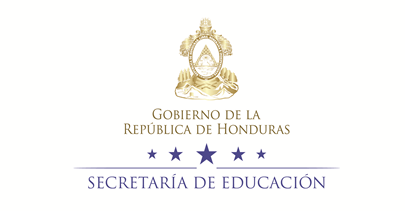 GOBIERNO DE LA
REPÚBLICA DE HONDURAS
SECRETARÍA DE EDUCACIÓN